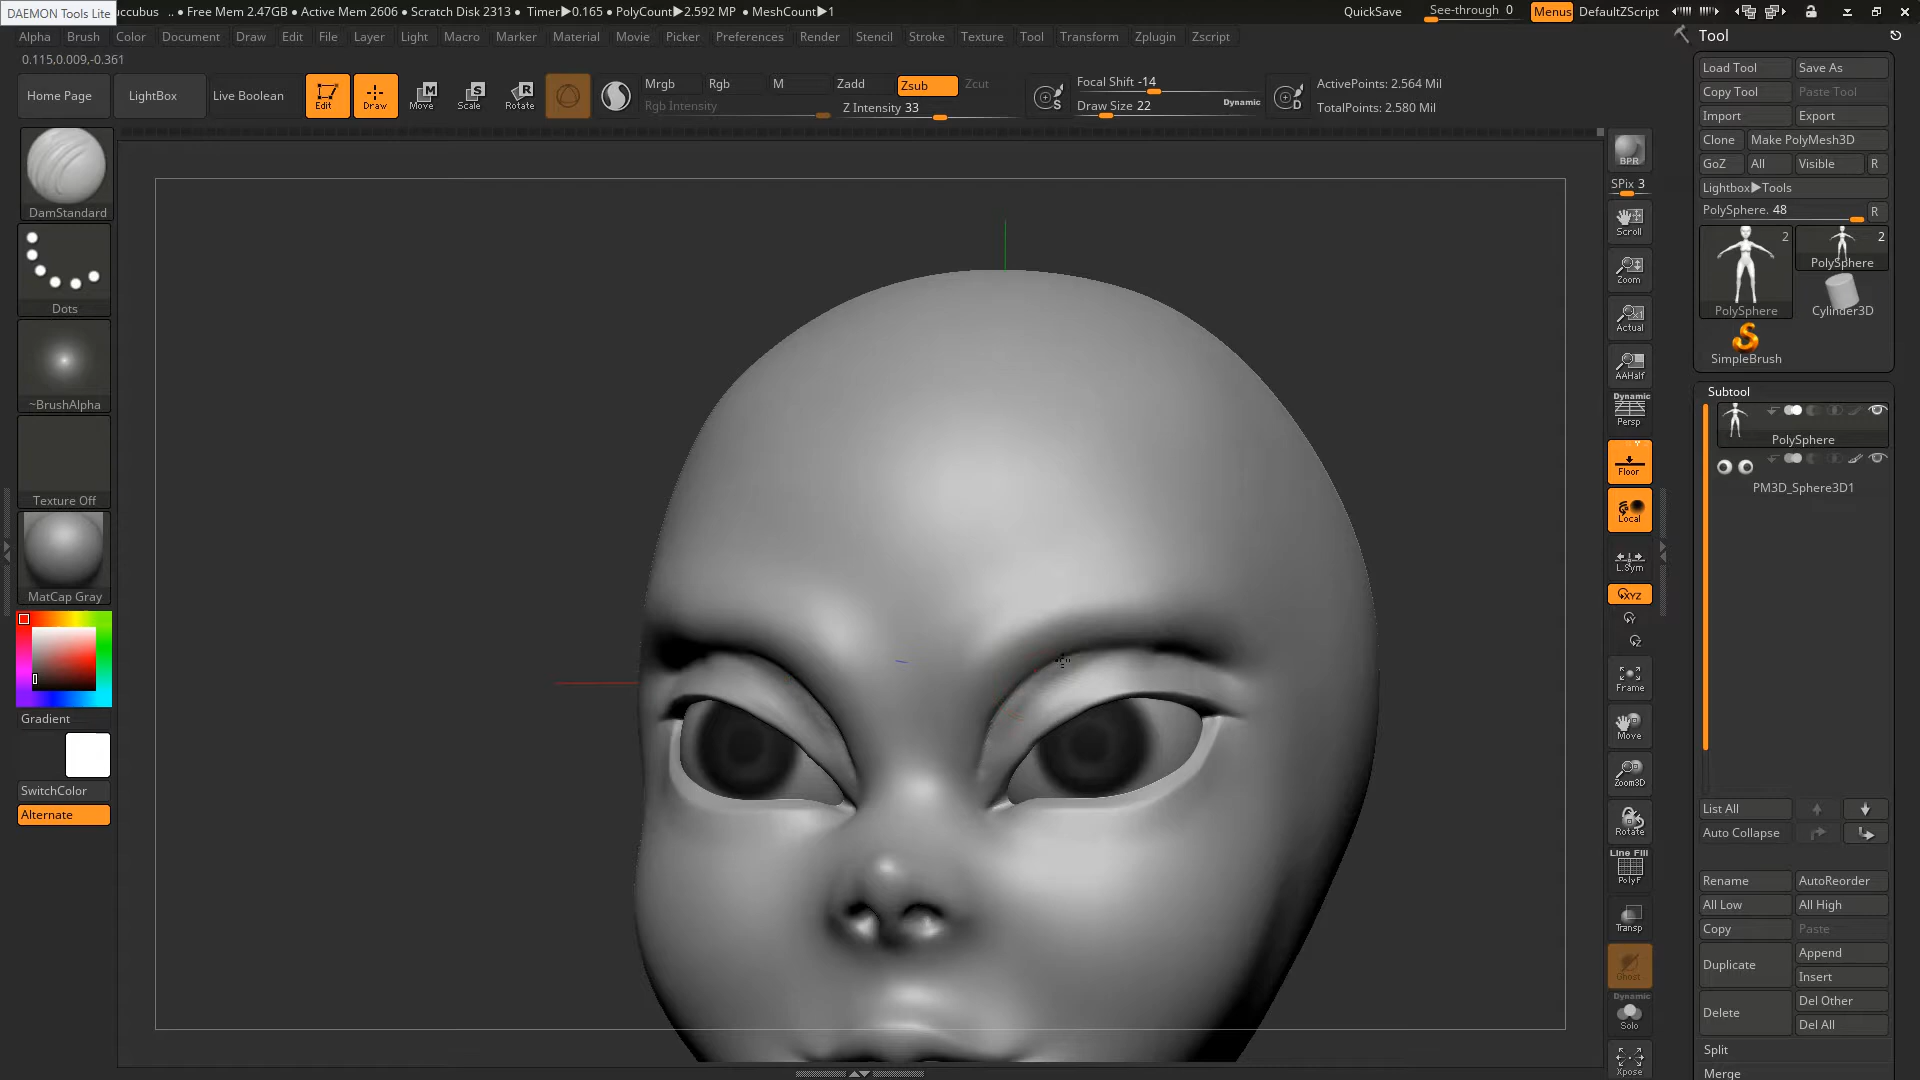 DAEMON Tools Lite
ccubus .. ● Free Mem 2.47GB ● Active Mem 2606 ● Scratch Disk 2313 ● Timer▶0.165 ● PolyCount▶2.592 MP ● MeshCount▶1
QuickSave See-through 0 Menus DefaultZScript
Alpha Brush Color Document Draw Edit File Layer Light Macro Marker Material Movie Picker Preferences Render Stencil Stroke Texture Tool Transform Zplugin Zscript
0.115,0.009,-0.361
Home Page LightBox Live Boolean Edit Draw Move Scale Rotate
Mrgb Rgb M Zadd Zsub Zcut
Rgb Intensity Z Intensity 33
Focal Shift -14
Draw Size 22 Dynamic
ActivePoints: 2.564 Mil
TotalPoints: 2.580 Mil
DamStandard
Dots
~BrushAlpha
Texture Off
MatCap Gray
Gradient
SwitchColor
Alternate
BPR
SPix 3
Scroll
Zoom
Actual
AAHalf
Dynamic
Persp
Floor
Local
L.Sym
XYZ
Y
Z
Frame
Move
Zoom3D
Rotate
Line Fill
PolyF
Transp
Ghost
Dynamic
Solo
Xpose
Tool
Load Tool Save As
Copy Tool Paste Tool
Import Export
Clone Make PolyMesh3D
GoZ All Visible R
Lightbox▶Tools
PolySphere. 48 R
2 2
PolySphere
PolySphere Cylinder3D
SimpleBrush
Subtool
PolySphere
PM3D_Sphere3D1
List All
Auto Collapse
Rename AutoReorder
All Low All High
Copy Paste
Duplicate Append
Insert
Delete Del Other
Del All
Split
Merge